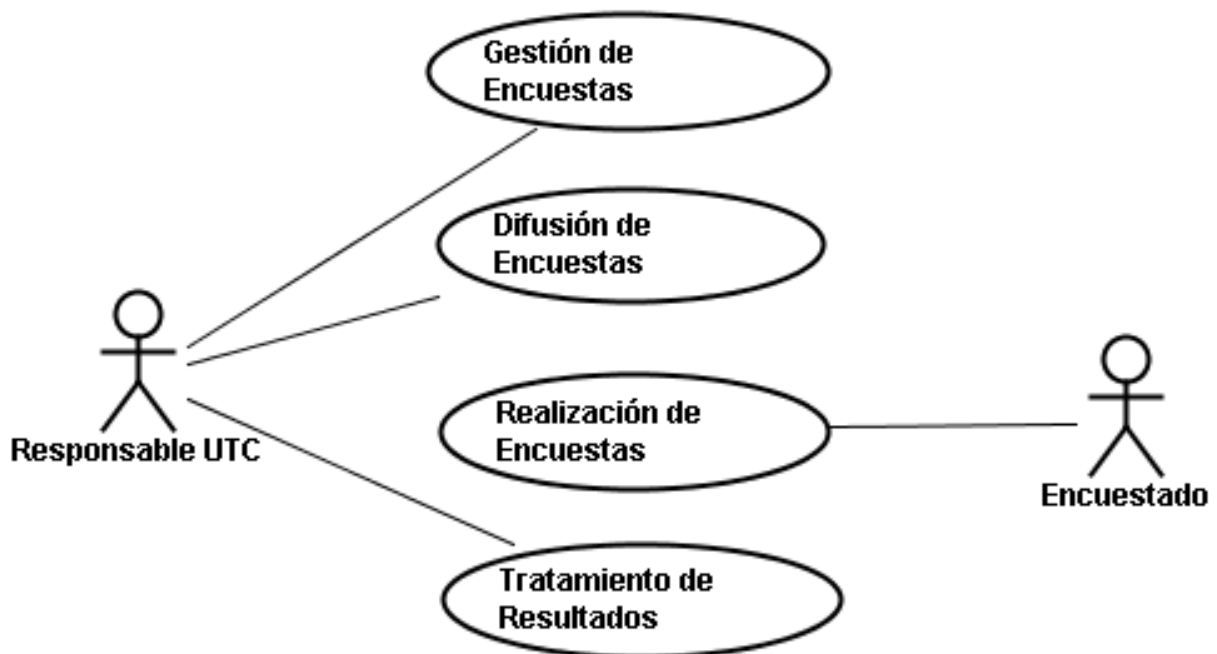 Gestión de
Encuestas
Difusión de
Encuestas
Realización de
Encuestas
Responsable UTC
Encuestado
Tratamiento de
Resultados